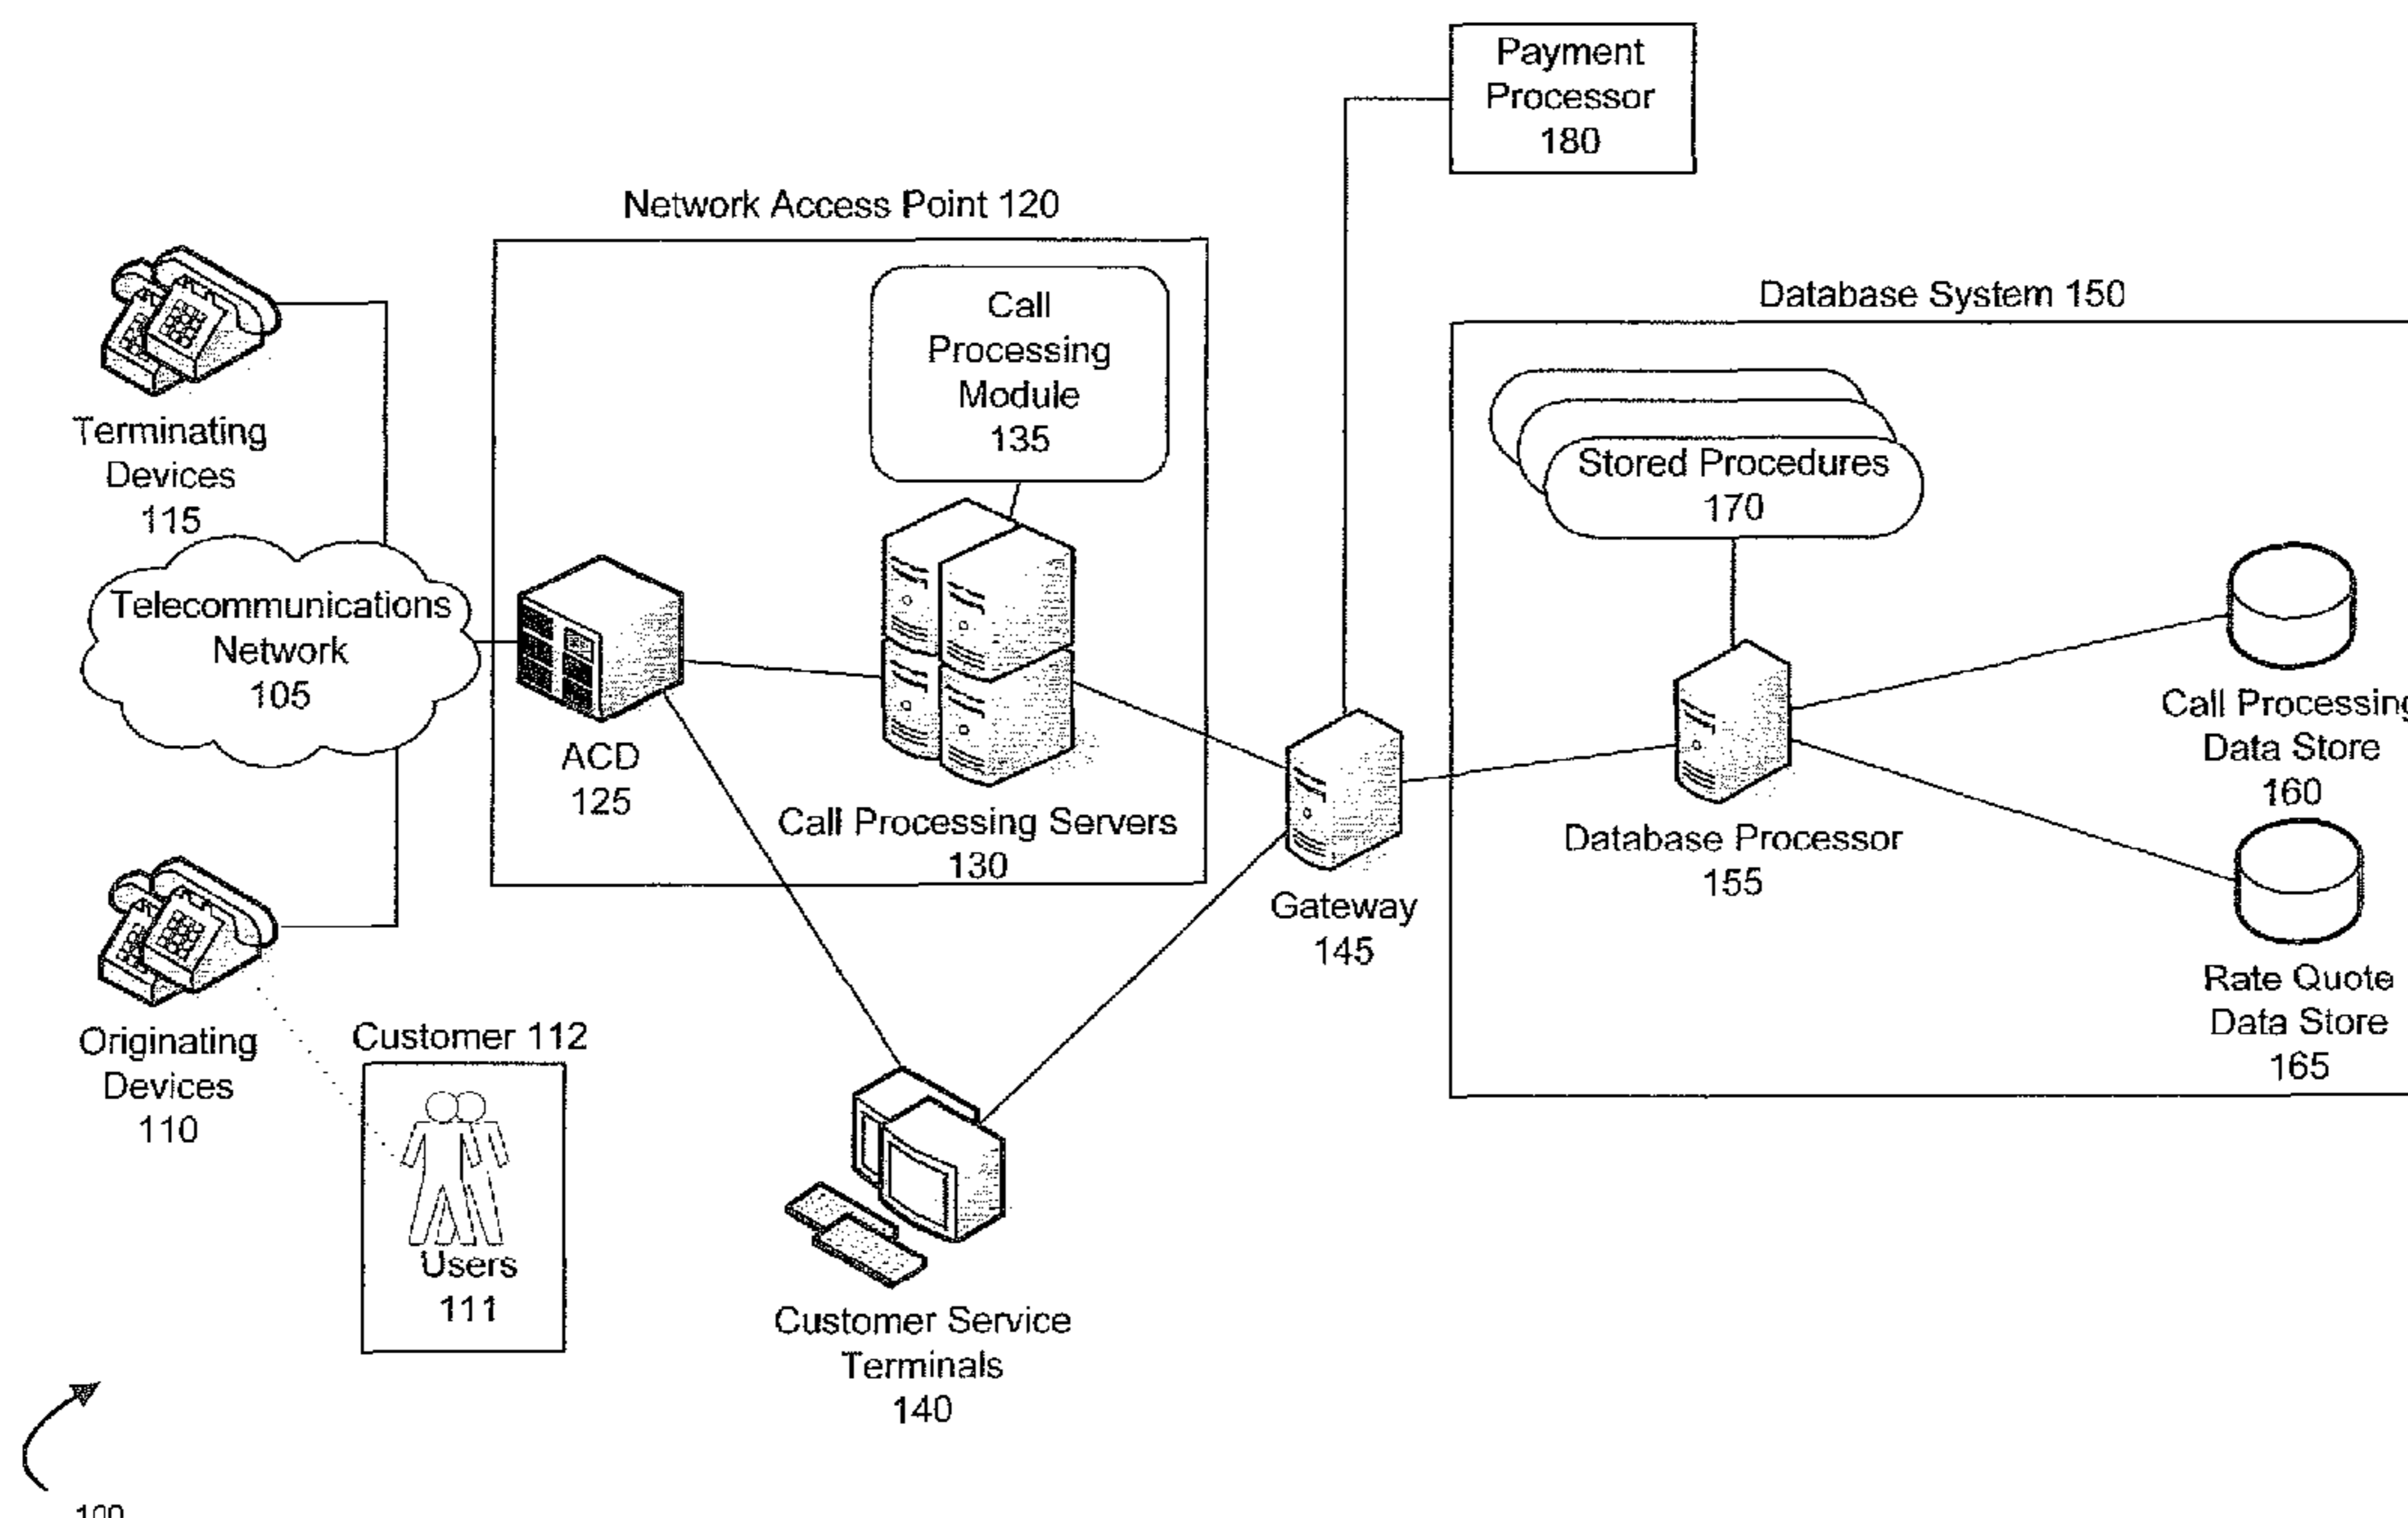 Payment
Processor
180
Network Access Point 120
Call
Processing
Module
135
Database System 150
Terminating
Devices
115
Stored Procedures
170
Telecommunications
Network
105
ACD
125
Call Processing Servers
130
Gateway
145
Database Processor
155
Call Processing
Data Store
160
Rate Quote
Data Store
165
Originating
Devices
110
Customer 112
Users
111
Customer Service
Terminals
140
100